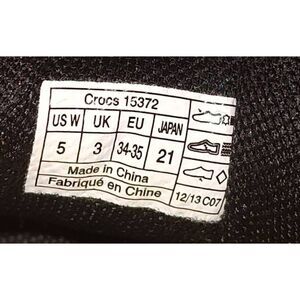 Crocs 15372
US W UK EU JAPAN
5 3 34-35 21
Made in China
Fabriqué en Chine
12/13 C07